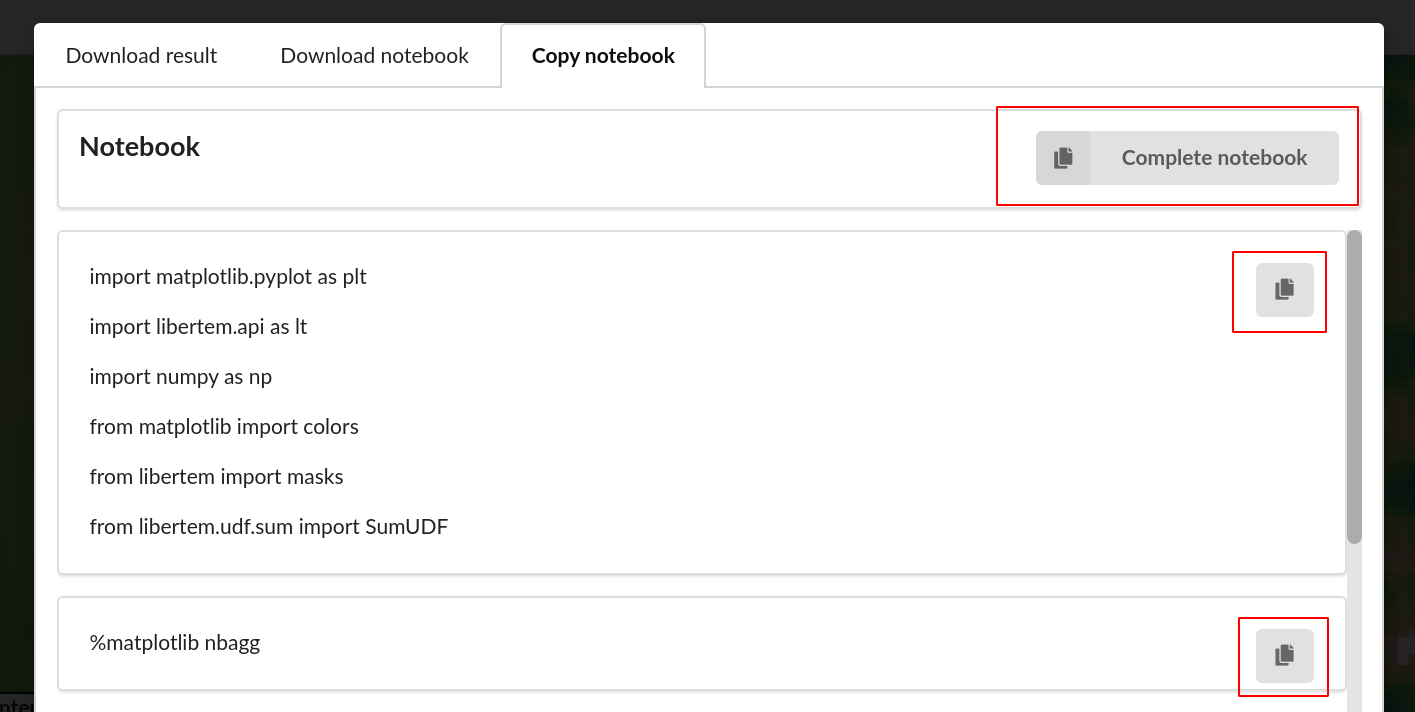 Download result
Download notebook
Copy notebook
Notebook
Complete notebook
import matplotlib.pyplot as plt
import libertem.api as lt
import numpy as np
from matplotlib import colors
from libertem import masks
from libertem.udf.sum import SumUDF
%matplotlib nbagg